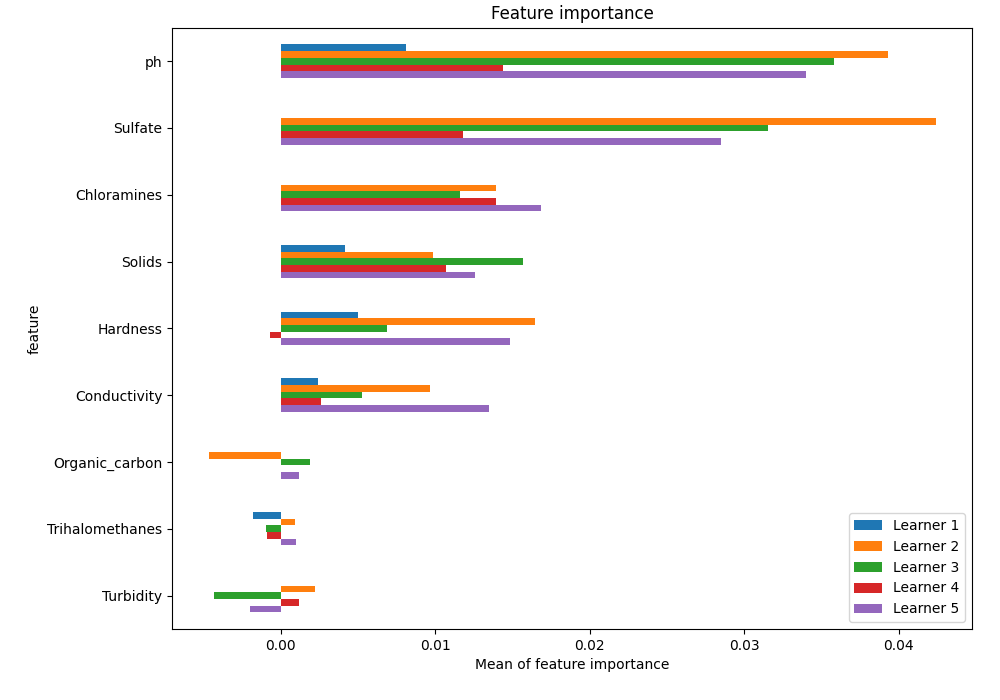 Feature importance
ph
Sulfate
Chloramines
Solids
Hardness
Conductivity
Organic_carbon
Trihalomethanes
Turbidity
feature
Learner 1
Learner 2
Learner 3
Learner 4
Learner 5
0.00 0.01 0.02 0.03 0.04
Mean of feature importance